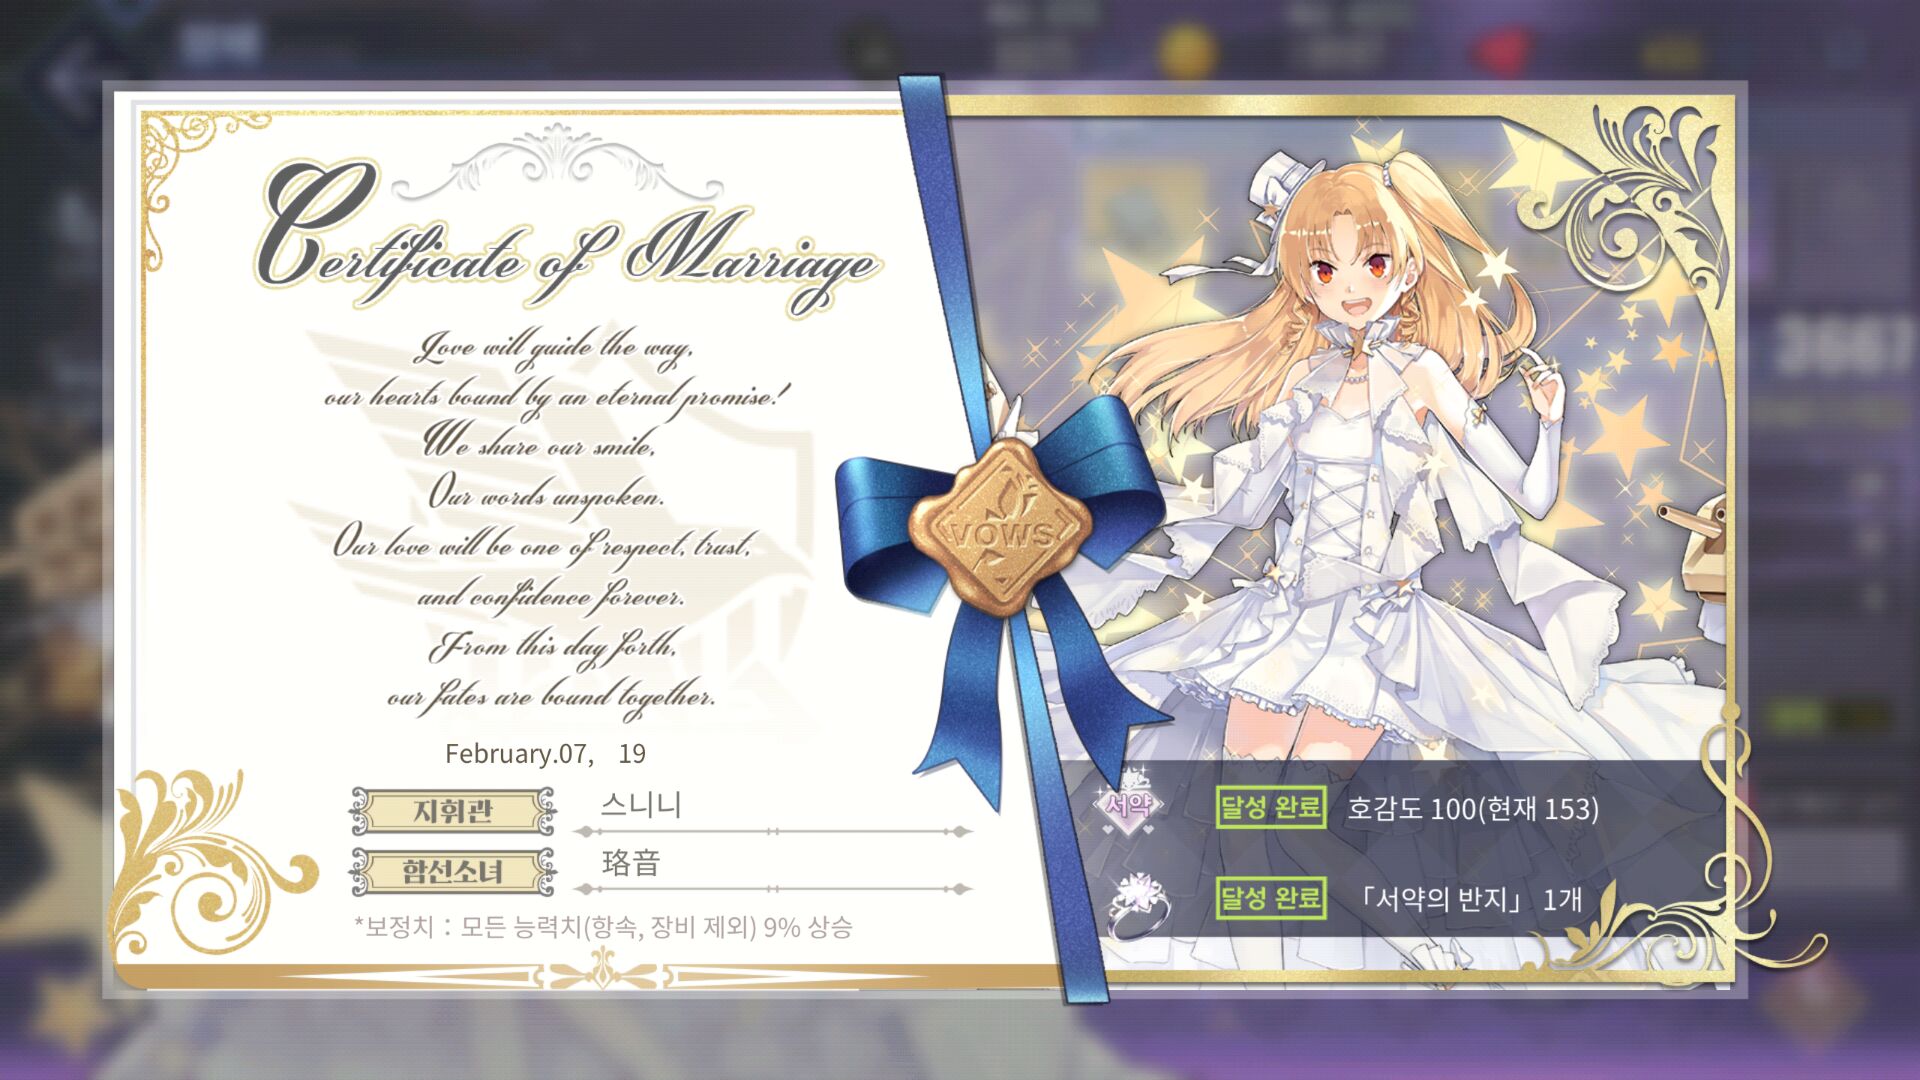 Certificate of Marriage
Love will guide the way,
our hearts bound by an eternal promise!
We share our smile,
Our words unspoken.
Our love will be one of respect, trust,
and confidence forever.
From this day forth,
our fates are bound together.
February.07, 19
지휘관 스니니
함선소녀 珞音
*보정치 : 모든 능력치(항속, 장비 제외) 9% 상승
VOWS
서약 달성 완료 호감도 100(현재 153)
달성 완료 「서약의 반지」 1개